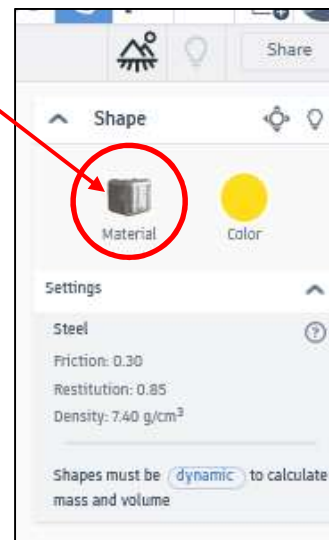 Share
Shape
Material Color
Settings
Steel
Friction: 0.30
Restitution: 0.85
Density: 7.40 g/cm³
Shapes must be dynamic to calculate
mass and volume